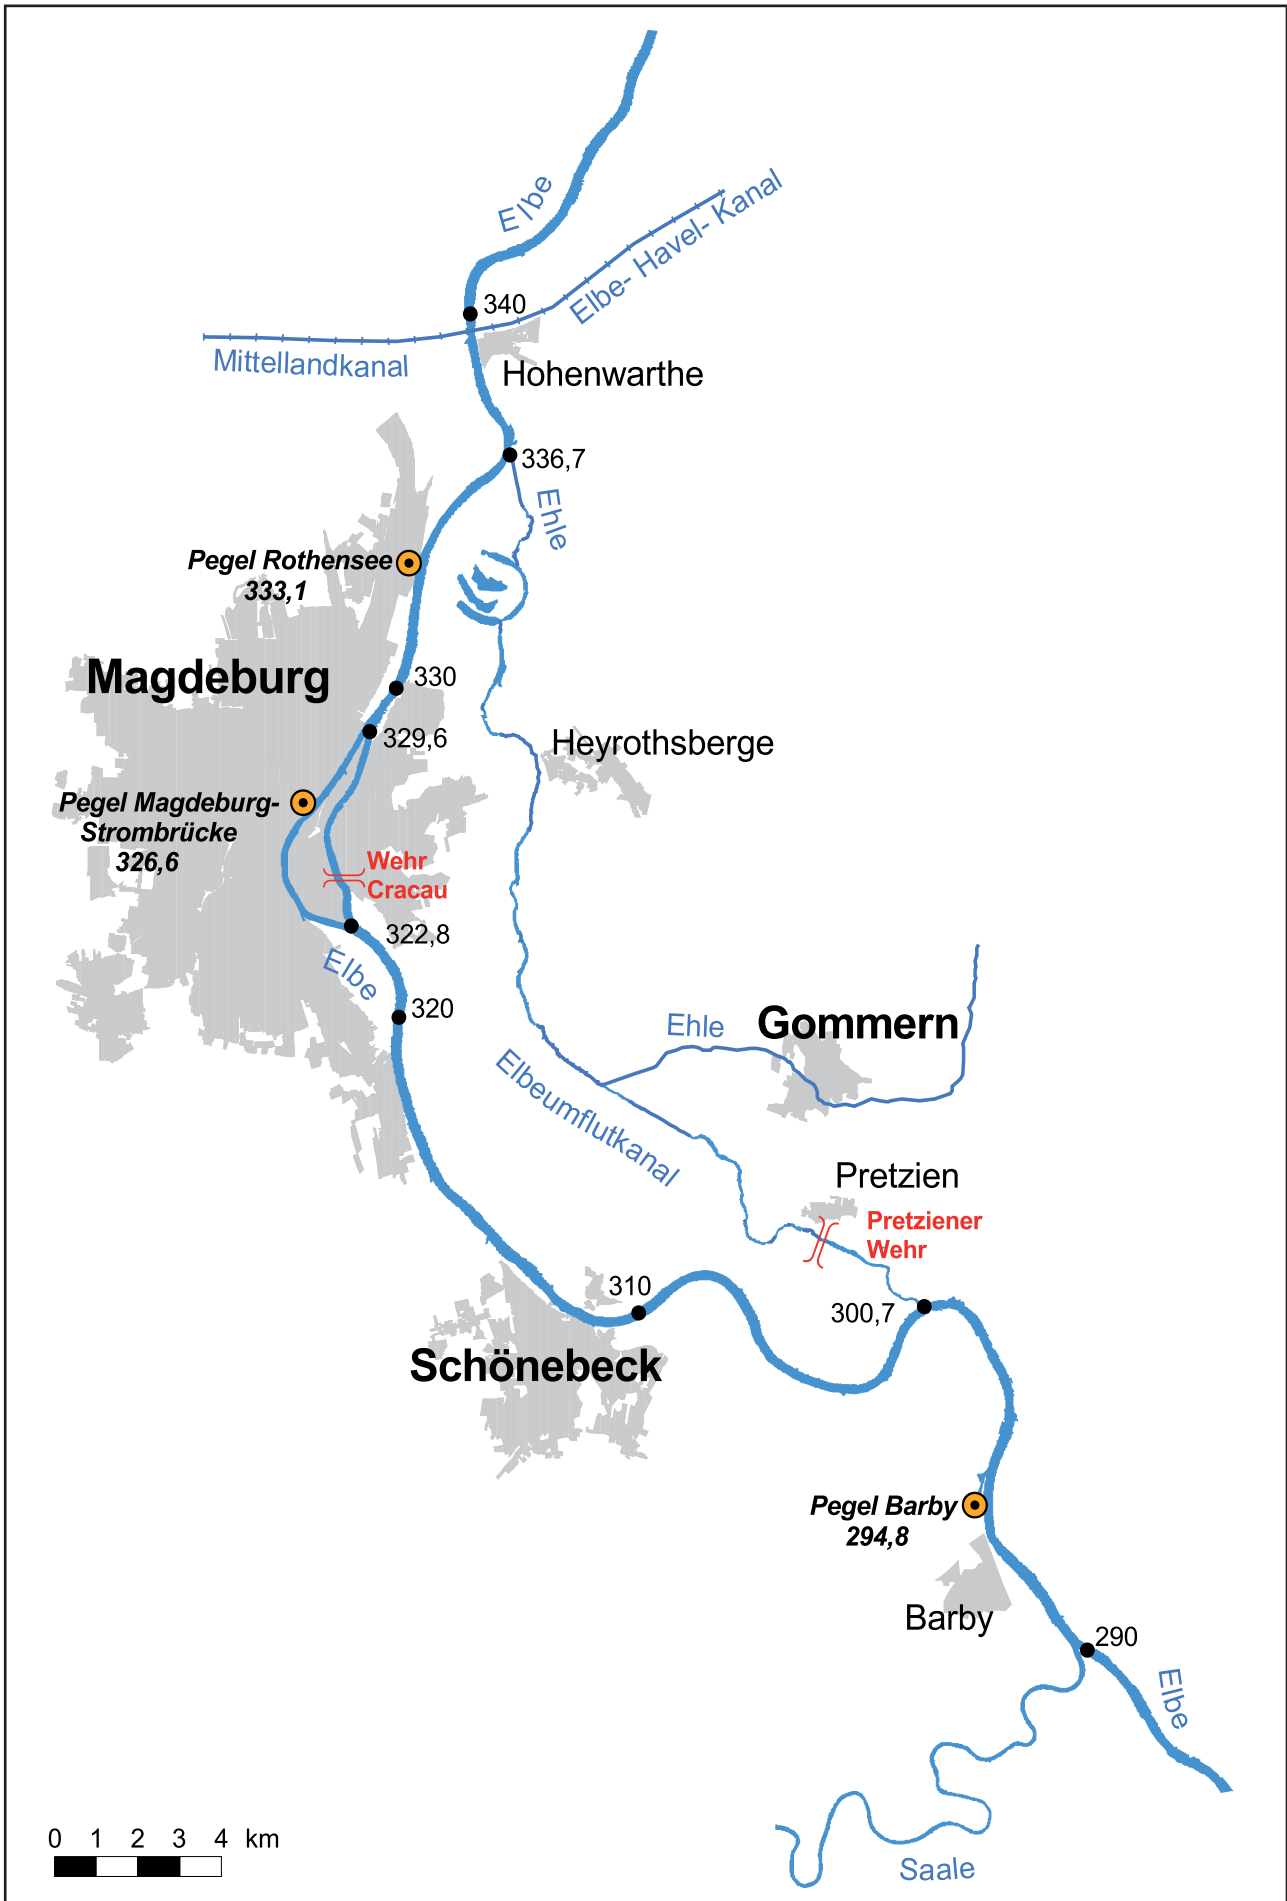 Elbe
Elbe- Havel- Kanal
340
Mittellandkanal
Hohenwarthe
336,7
Ehle
Pegel Rothensee
333,1
Magdeburg
330
329,6
Heyrothsberge
Pegel Magdeburg-
Strombrücke
326,6
Wehr
Cracau
322,8
Elbe
320
Ehle
Gommern
Elbeumflutkanal
Pretzien
Pretziener
Wehr
310
300,7
Schönebeck
Pegel Barby
294,8
Barby
290
Elbe
0 1 2 3 4 km
Saale